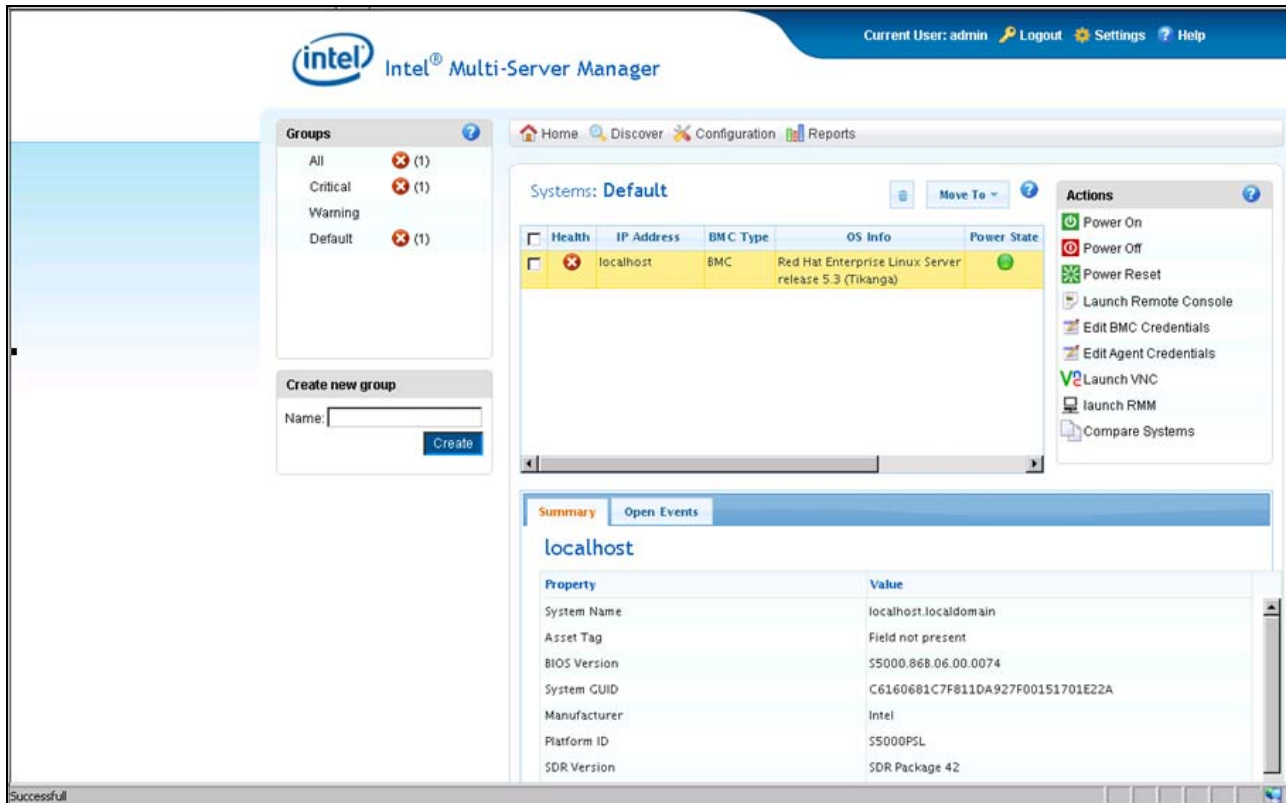 Current User: admin Logout Settings Help
intel
Intel® Multi-Server Manager
Groups
All (1)
Critical (1)
Warning
Default (1)
Create new group
Name:
Create
Home Discover Configuration Reports
Systems: Default
Move To
Health IP Address BMC Type OS Info Power State
localhost BMC Red Hat Enterprise Linux Server
release 5.3 (Tikanga)
Actions
Power On
Power Off
Power Reset
Launch Remote Console
Edit BMC Credentials
Edit Agent Credentials
Launch VNC
launch RMM
Compare Systems
Summary Open Events
localhost
Property Value
System Name localhost.localdomain
Asset Tag Field not present
BIOS Version S5000.86B.06.00.0074
System GUID C6160681C7F811DA927F00151701E22A
Manufacturer Intel
Platform ID S5000PSL
SDR Version SDR Package 42
Successfull